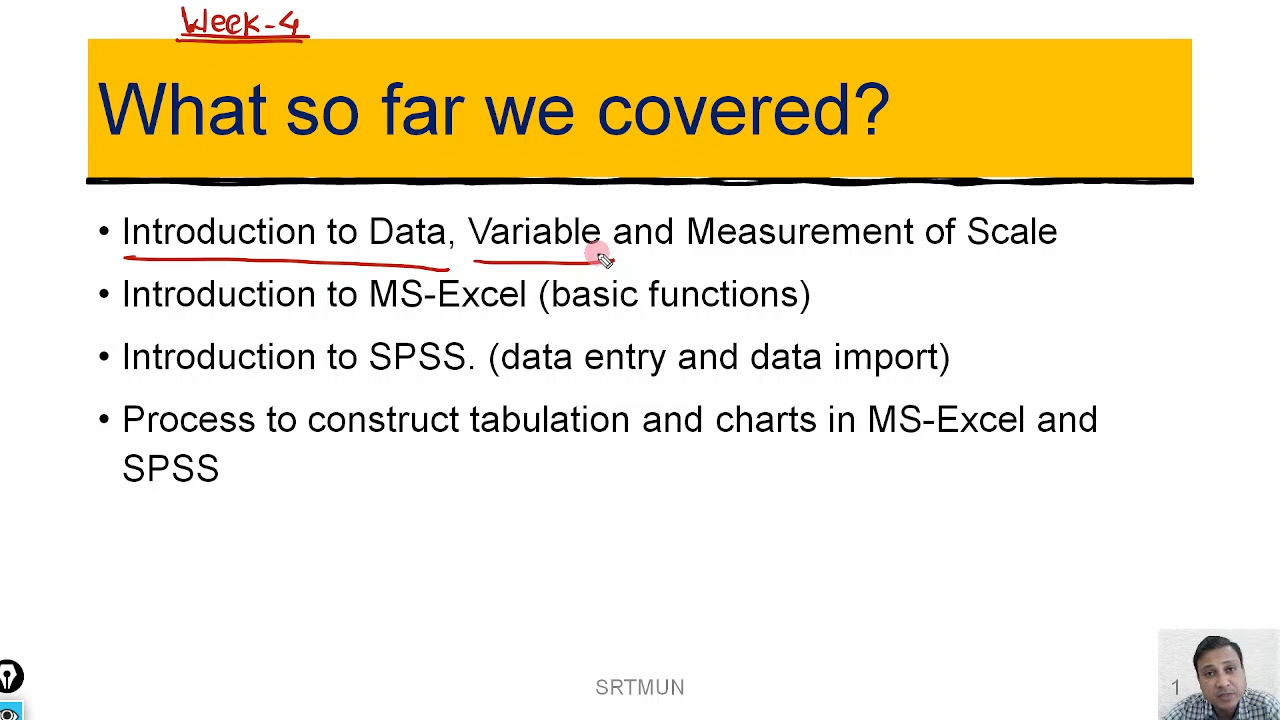 Week-4
What so far we covered?
• Introduction to Data, Variable and Measurement of Scale
• Introduction to MS-Excel (basic functions)
• Introduction to SPSS. (data entry and data import)
• Process to construct tabulation and charts in MS-Excel and
SPSS
SRTMUN
1